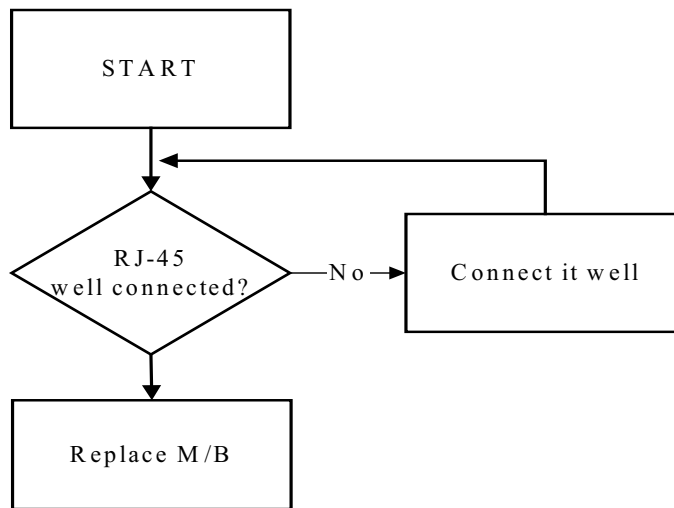 START
RJ-45
well connected?
No
Connect it well
Replace M/B